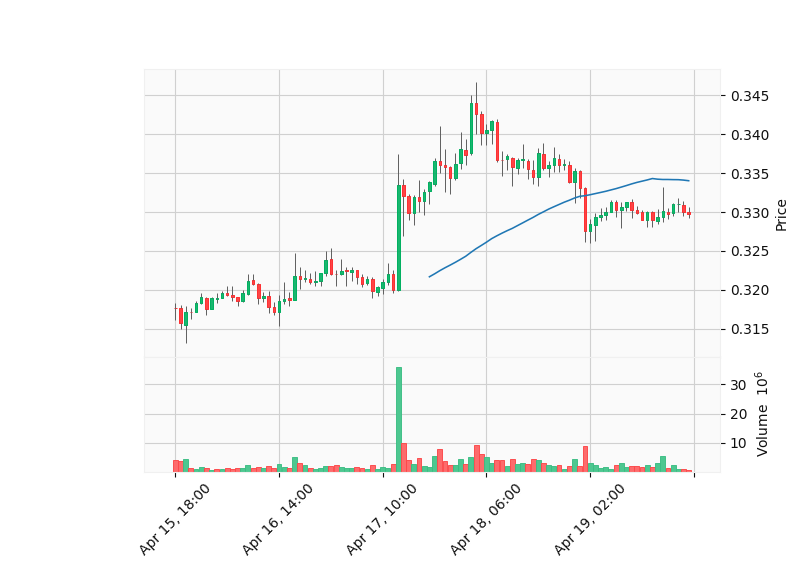 0.345
0.340
0.335
0.330
0.325
0.320
0.315
Price
30
20
10
Volume 10^6
Apr 15, 18:00
Apr 16, 14:00
Apr 17, 10:00
Apr 18, 06:00
Apr 19, 02:00